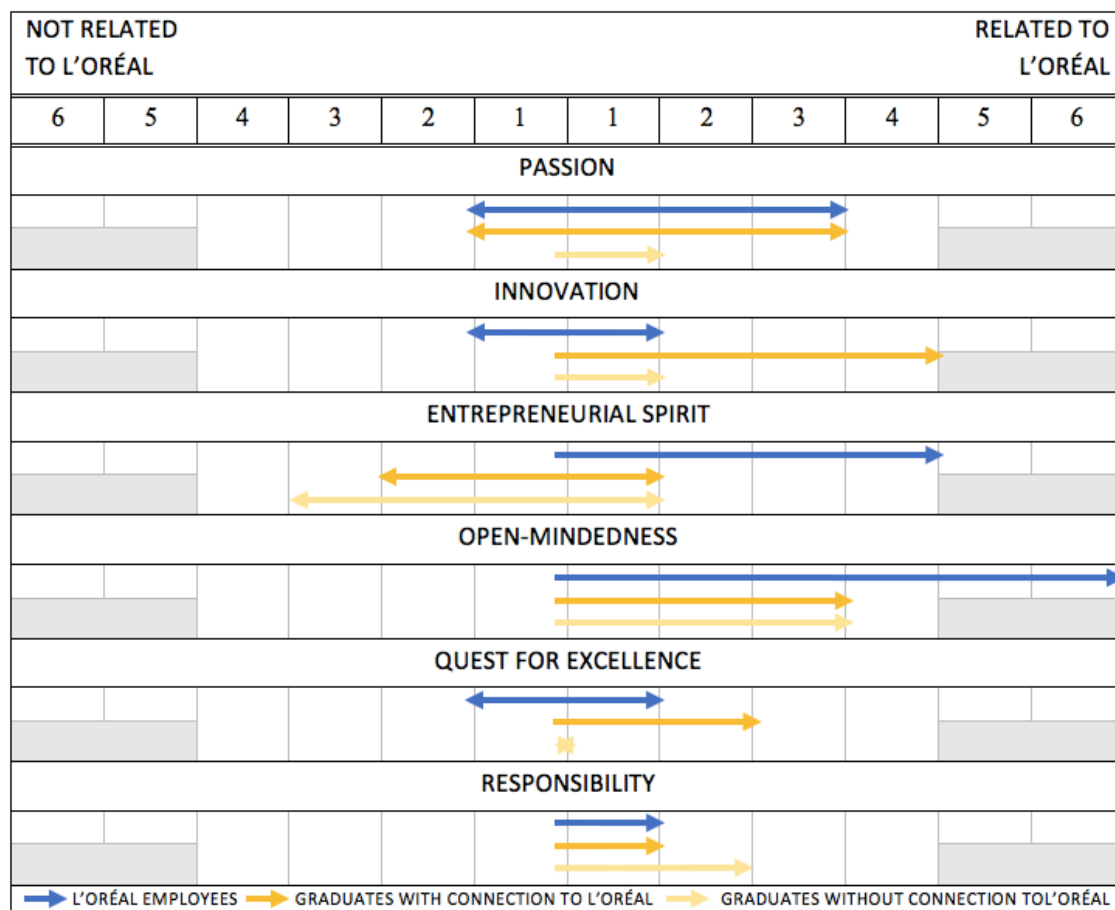 NOT RELATED
TO L'ORÉAL
RELATED TO
L'ORÉAL
6 5 4 3 2 1 1 2 3 4 5 6
PASSION
INNOVATION
ENTREPRENEURIAL SPIRIT
OPEN-MINDEDNESS
QUEST FOR EXCELLENCE
RESPONSIBILITY
L'ORÉAL EMPLOYEES GRADUATES WITH CONNECTION TO L'ORÉAL GRADUATES WITHOUT CONNECTION TOL'ORÉAL